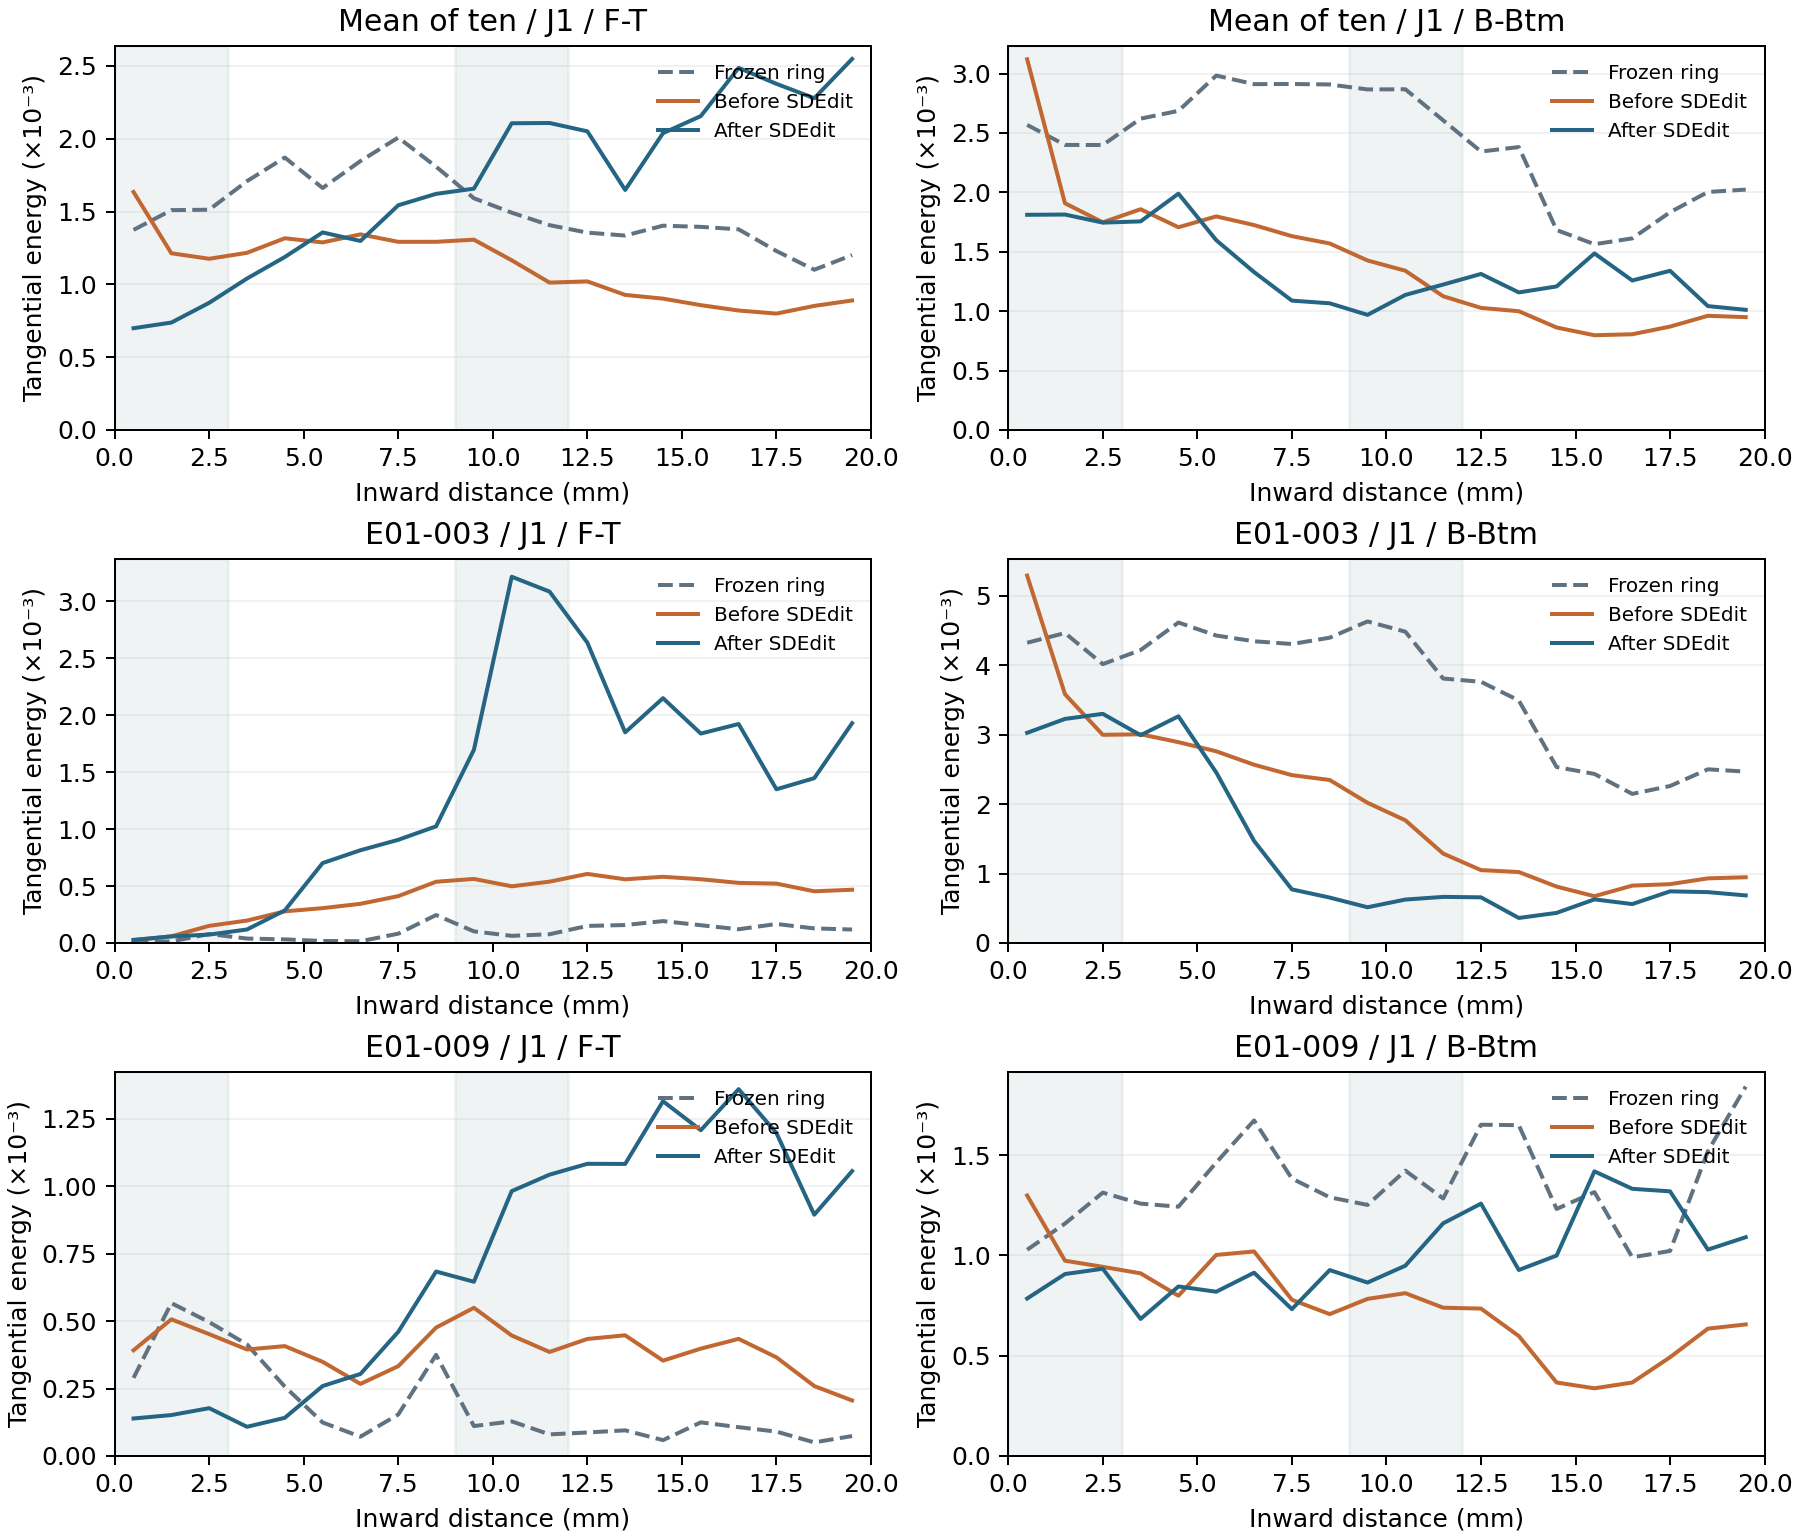 Mean of ten / J1 / F-T
Tangential energy (×10⁻³)
2.5
2.0
1.5
1.0
0.5
0.0
Frozen ring
Before SDEdit
After SDEdit
0.0 2.5 5.0 7.5 10.0 12.5 15.0 17.5 20.0
Inward distance (mm)
Mean of ten / J1 / B-Btm
Tangential energy (×10⁻³)
3.0
2.5
2.0
1.5
1.0
0.5
0.0
Frozen ring
Before SDEdit
After SDEdit
0.0 2.5 5.0 7.5 10.0 12.5 15.0 17.5 20.0
Inward distance (mm)
E01-003 / J1 / F-T
Tangential energy (×10⁻³)
3.0
2.5
2.0
1.5
1.0
0.5
0.0
Frozen ring
Before SDEdit
After SDEdit
0.0 2.5 5.0 7.5 10.0 12.5 15.0 17.5 20.0
Inward distance (mm)
E01-003 / J1 / B-Btm
Tangential energy (×10⁻³)
5
4
3
2
1
0
Frozen ring
Before SDEdit
After SDEdit
0.0 2.5 5.0 7.5 10.0 12.5 15.0 17.5 20.0
Inward distance (mm)
E01-009 / J1 / F-T
Tangential energy (×10⁻³)
1.25
1.00
0.75
0.50
0.25
0.00
Frozen ring
Before SDEdit
After SDEdit
0.0 2.5 5.0 7.5 10.0 12.5 15.0 17.5 20.0
Inward distance (mm)
E01-009 / J1 / B-Btm
Tangential energy (×10⁻³)
1.5
1.0
0.5
0.0
Frozen ring
Before SDEdit
After SDEdit
0.0 2.5 5.0 7.5 10.0 12.5 15.0 17.5 20.0
Inward distance (mm)